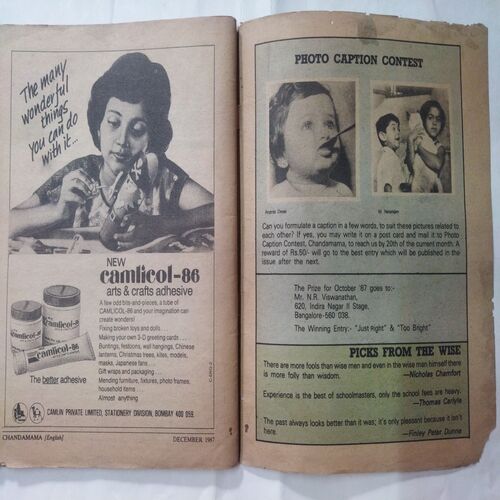 The many
wonderful
things
you can do
with it...
NEW
camlicol-86
arts & crafts adhesive
A few odd bits-and-pieces, a tube of
CAMLICOL-86 and your imagination can
create wonders!
Fixing broken toys and dolls...
Making your own 3-D greeting cards...
Buntings, festoons, wall hangings, Chinese
lanterns, Christmas trees, kites, models,
masks, Japanese fans...
Gift wraps and packaging...
Mending furniture, fixtures, photo frames,
household items...
Almost anything
camlicol-86
camlicol-86
camlicol-86
The better adhesive
CAMLIN PRIVATE LIMITED, STATIONERY DIVISION, BOMBAY 400 059.
CHANDAMAMA [English]
DECEMBER 1987
PHOTO CAPTION CONTEST
Can you formulate a caption in a few words, to suit these pictures related to
each other? If yes, you may write it on a post card and mail it to Photo
Caption Contest, Chandamama, to reach us by 20th of the current month. A
reward of Rs.50/- will go to the best entry which will be published in the
issue after the next.
The Prize for October '87 goes to:-
Mr. N.R. Viswanathan,
620, Indira Nagar II Stage,
Bangalore-560 038.
The Winning Entry:- "Just Right" & "Too Bright"
PICKS FROM THE WISE
There are more fools than wise men and even in the wise man himself there
is more folly than wisdom.
—Nicholas Chamfort
Experience is the best of schoolmasters, only the school fees are heavy.
—Thomas Carlyle
The past always looks better than it was; it's only pleasant because it isn't
here.
—Finley Peter Dunne